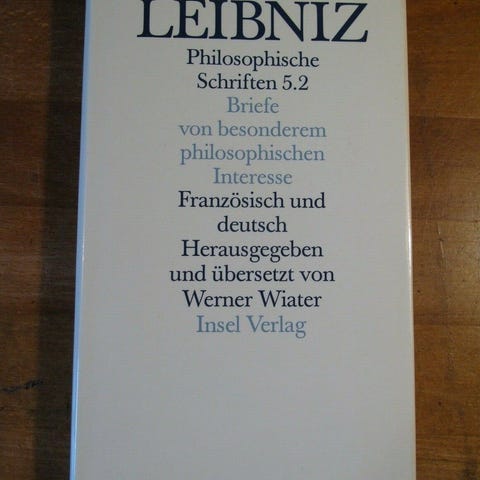 LEIBNIZ
Philosophische
Schriften 5.2
Briefe
von besonderem
philosophischen
Interesse
Französisch und
deutsch
Herausgegeben
und übersetzt von
Werner Wiater
Insel Verlag